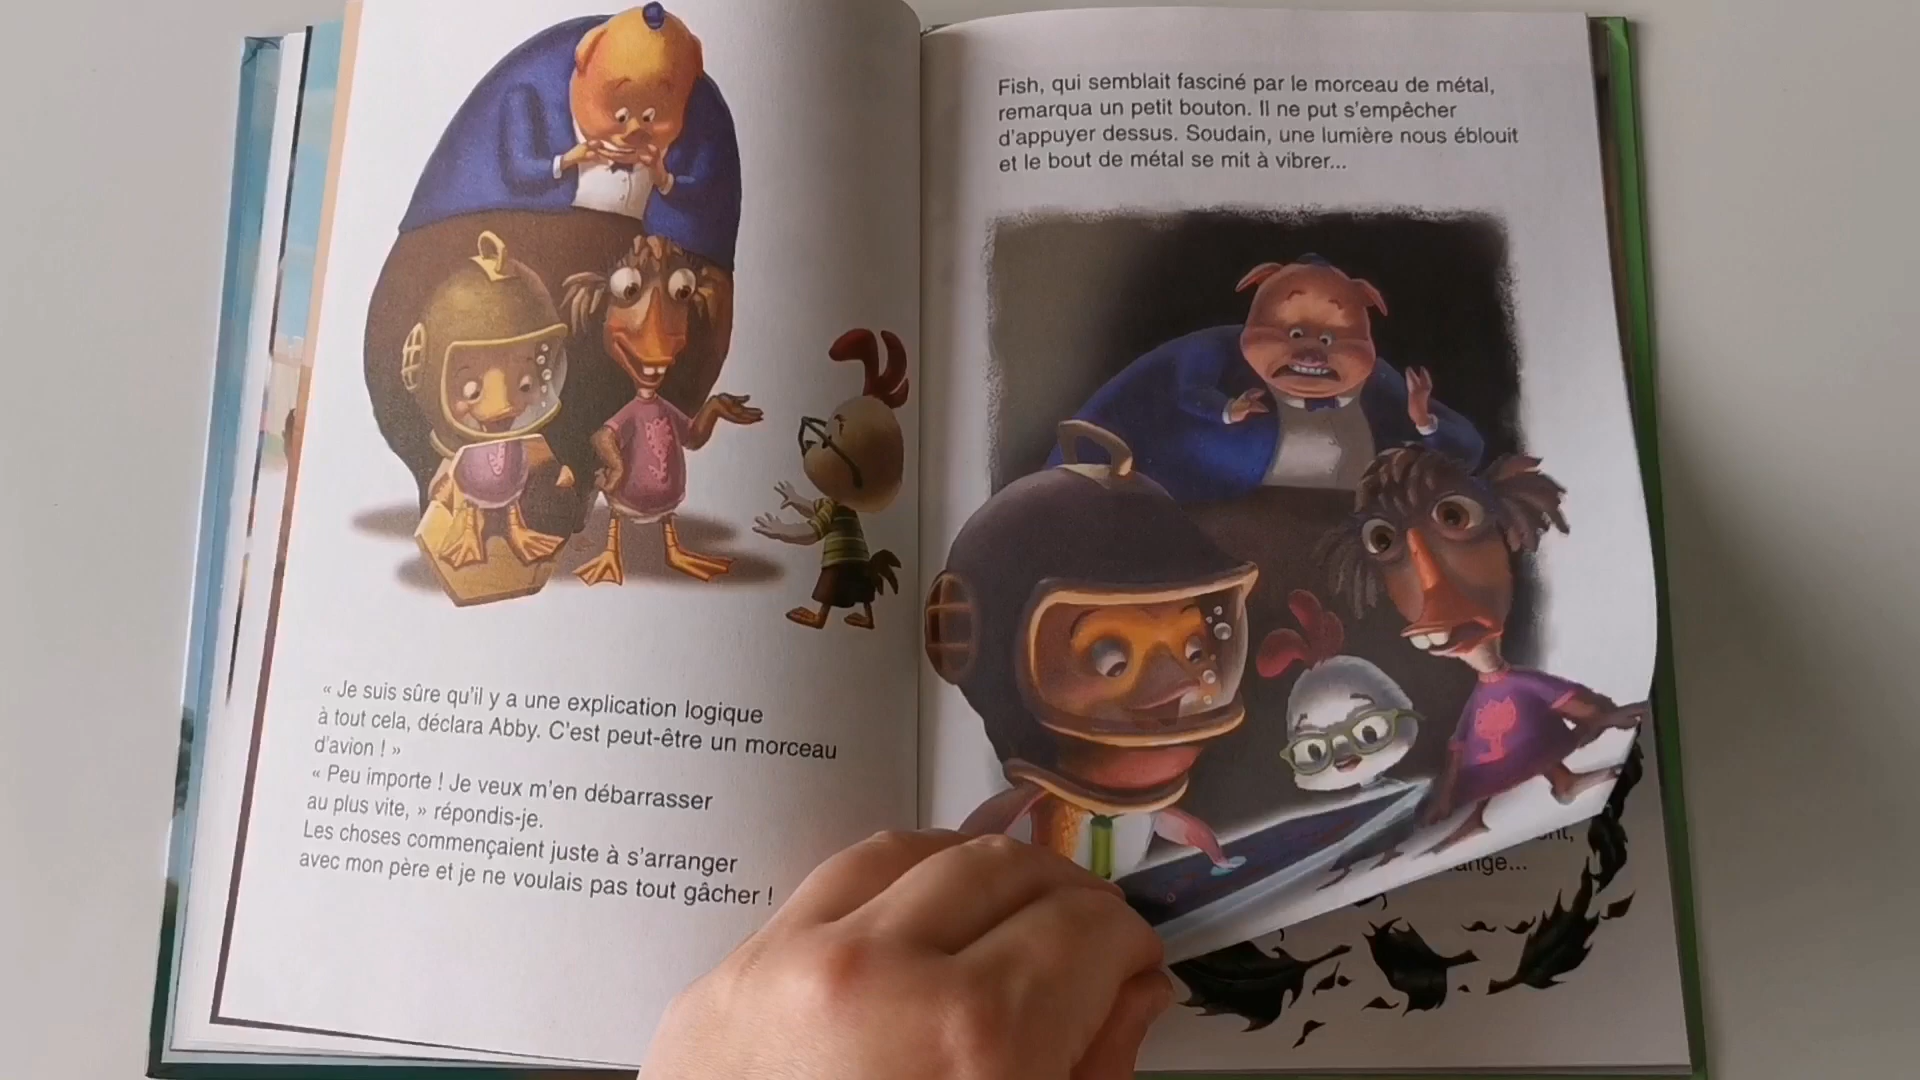 « Je suis sûre qu'il y a une explication logique
à tout cela, déclara Abby. C'est peut-être un morceau
d'avion ! »
« Peu importe ! Je veux m'en débarrasser
au plus vite, » répondis-je.
Les choses commençaient juste à s'arranger
avec mon père et je ne voulais pas tout gâcher !
Fish, qui semblait fasciné par le morceau de métal,
remarqua un petit bouton. Il ne put s'empêcher
d'appuyer dessus. Soudain, une lumière nous éblouit
et le bout de métal se mit à vibrer...